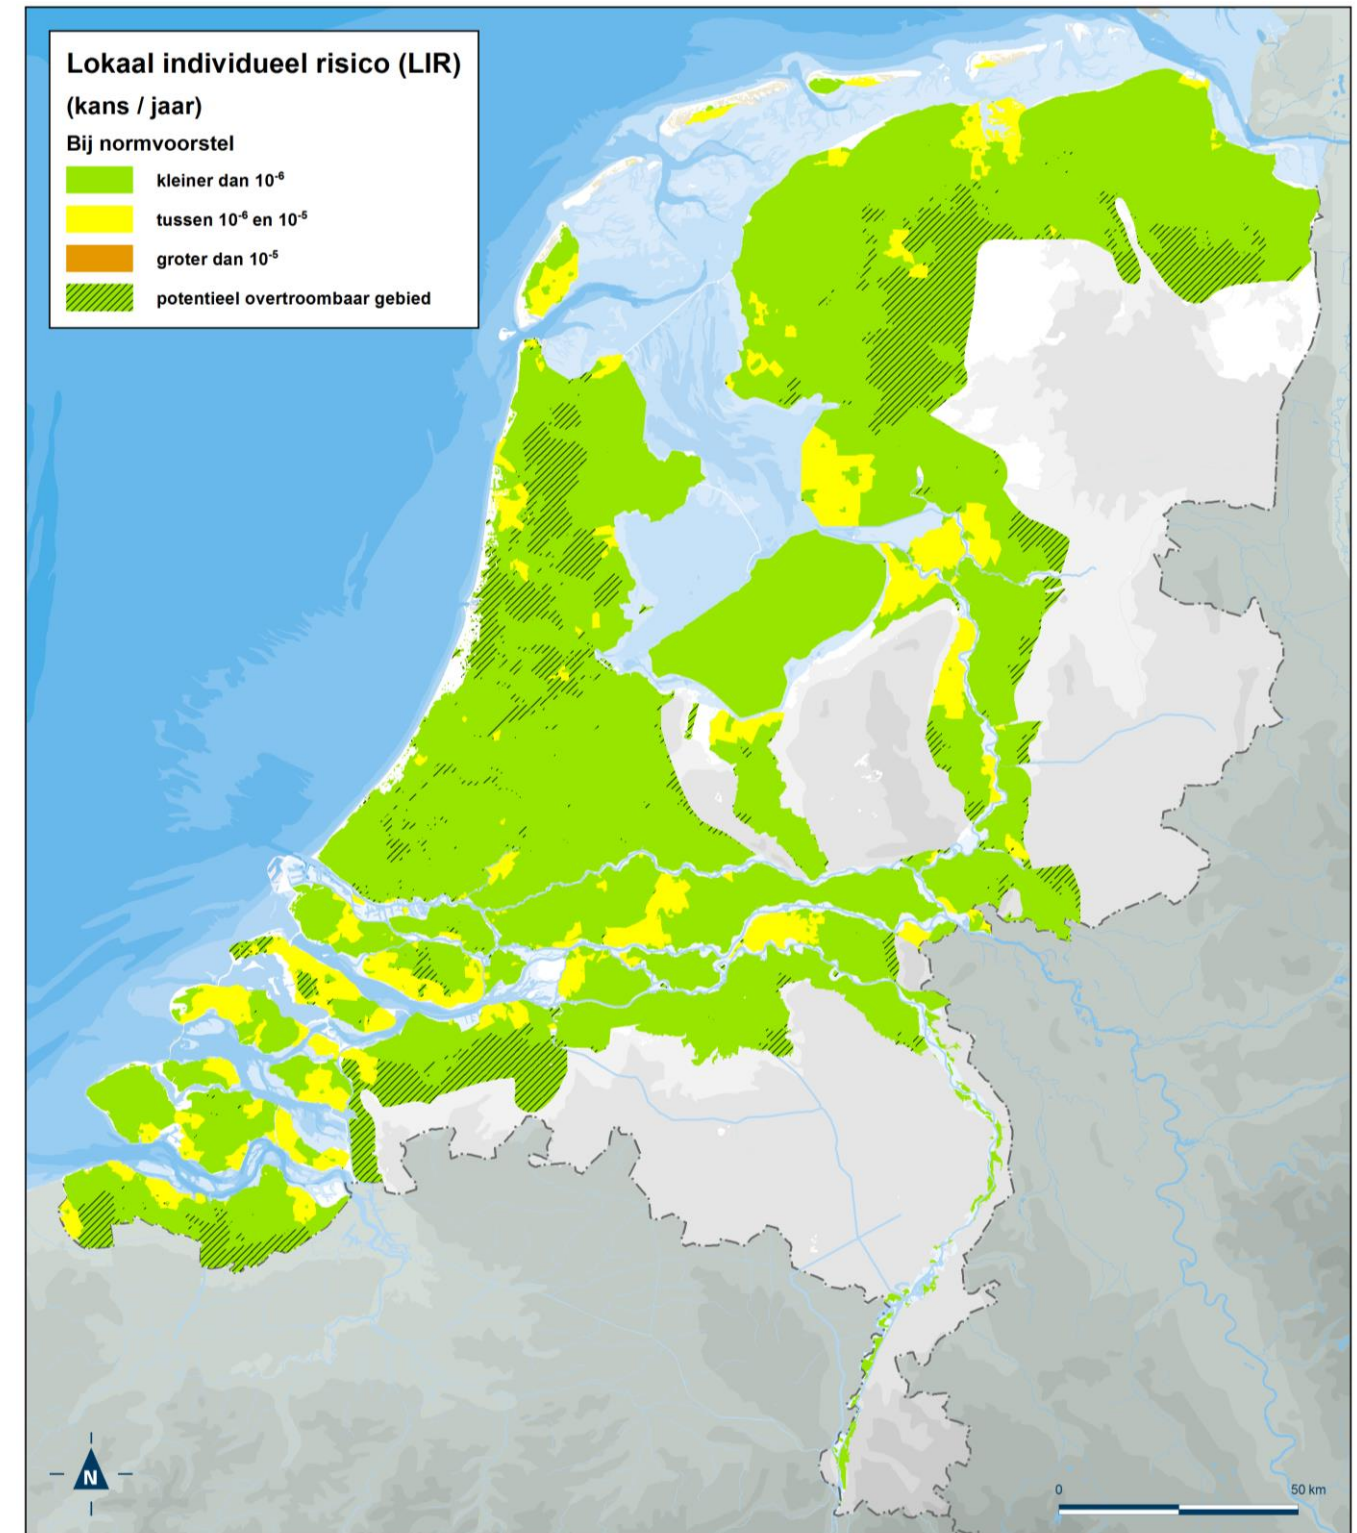 Lokaal individueel risico (LIR)
(kans / jaar)
Bij normvoorstel
kleiner dan 10⁻⁶
tussen 10⁻⁶ en 10⁻⁵
groter dan 10⁻⁵
potentieel overtroombaar gebied
N
0 50 km